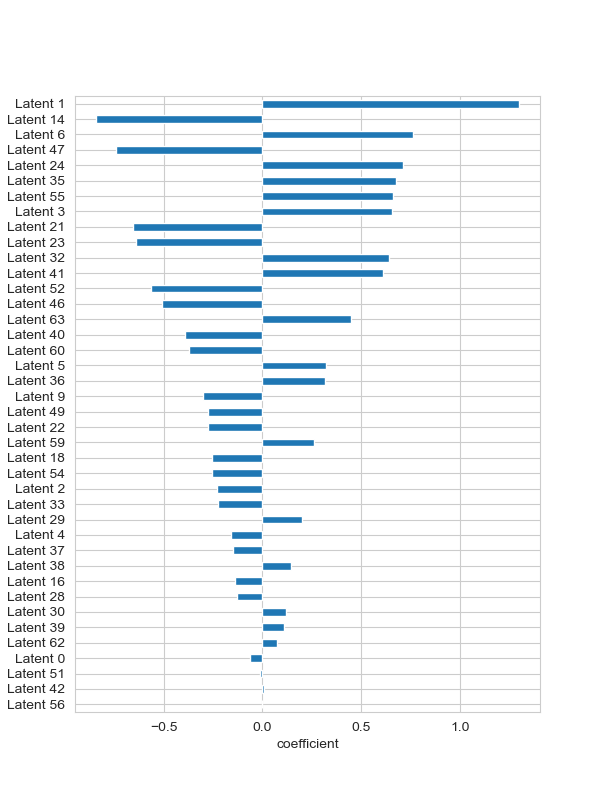 Latent 1
Latent 14
Latent 6
Latent 47
Latent 24
Latent 35
Latent 55
Latent 3
Latent 21
Latent 23
Latent 32
Latent 41
Latent 52
Latent 46
Latent 63
Latent 40
Latent 60
Latent 5
Latent 36
Latent 9
Latent 49
Latent 22
Latent 59
Latent 18
Latent 54
Latent 2
Latent 33
Latent 29
Latent 4
Latent 37
Latent 38
Latent 16
Latent 28
Latent 30
Latent 39
Latent 62
Latent 0
Latent 51
Latent 42
Latent 56
−0.5 0.0 0.5 1.0
coefficient